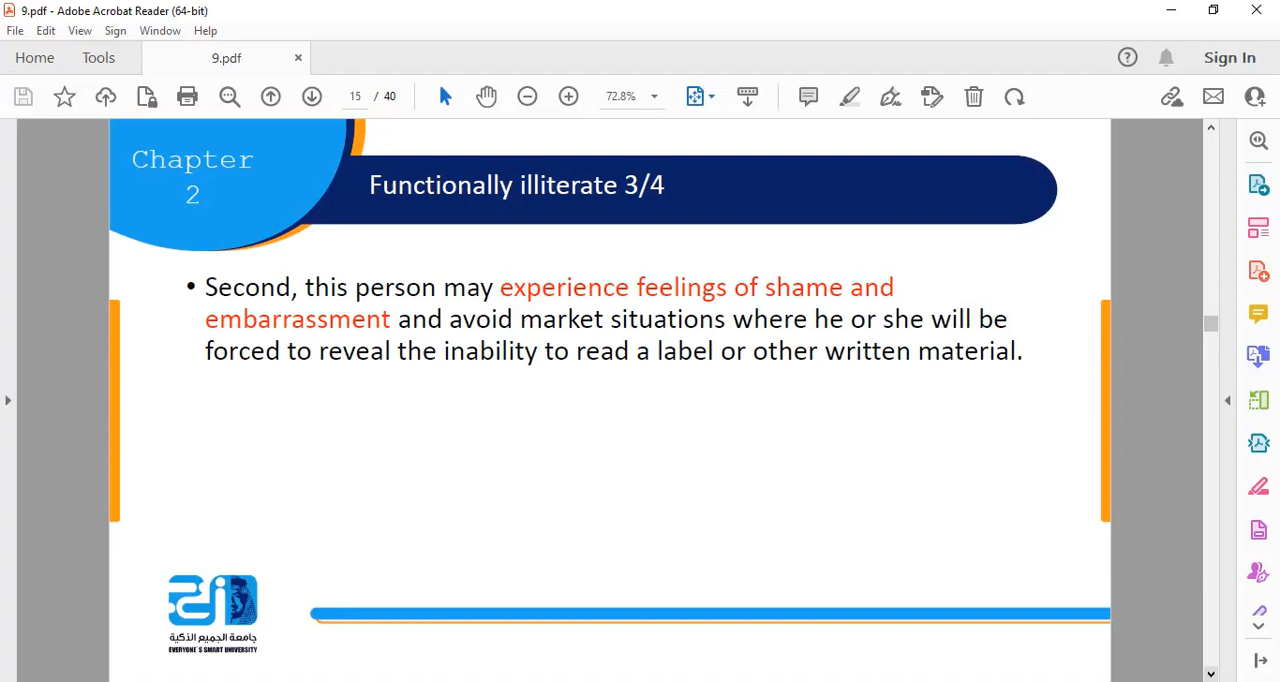 9.pdf - Adobe Acrobat Reader (64-bit)
File Edit View Sign Window Help
Home Tools 9.pdf Sign In
15 / 40 72.8%
Chapter
2
Functionally illiterate 3/4
• Second, this person may experience feelings of shame and
embarrassment and avoid market situations where he or she will be
forced to reveal the inability to read a label or other written material.
جامعة الجميع الذكية
EVERYONE`S SMART UNIVERSITY